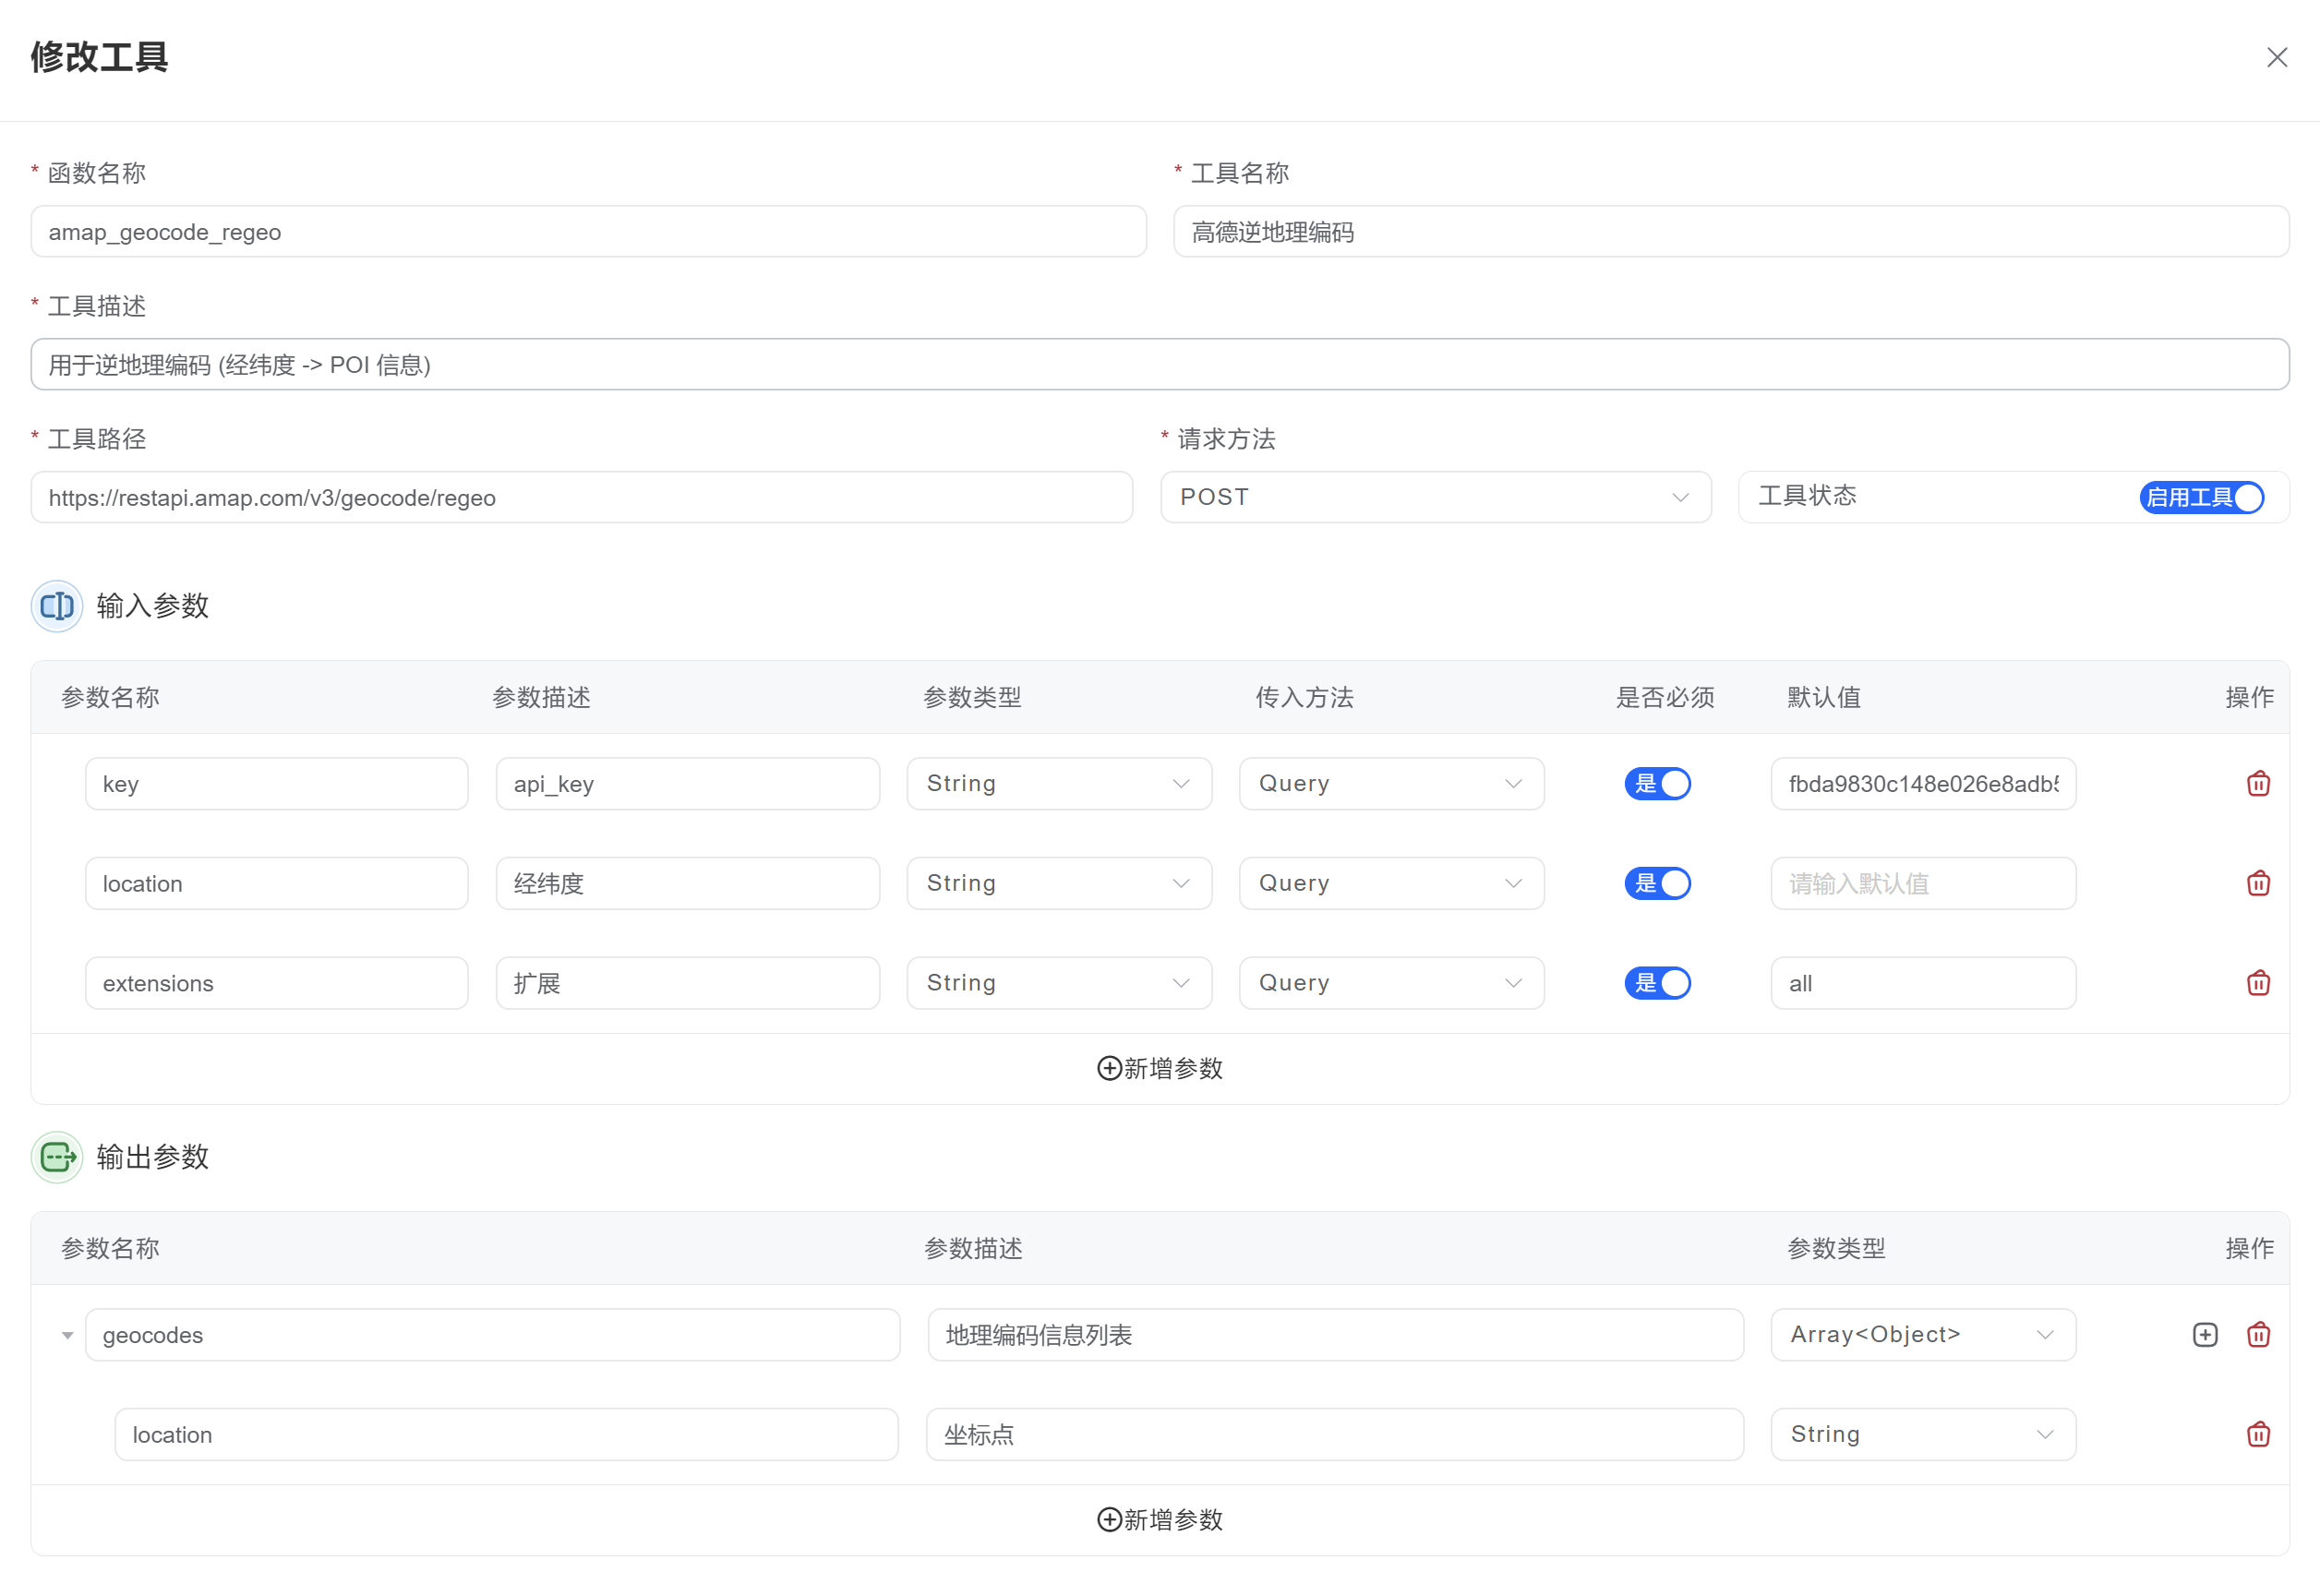 修改工具
* 函数名称
* 工具名称
amap_geocode_regeo
高德逆地理编码
* 工具描述
用于逆地理编码 (经纬度 -> POI 信息)
* 工具路径
* 请求方法
https://restapi.amap.com/v3/geocode/regeo
POST
工具状态
启用工具
输入参数
参数名称 参数描述 参数类型 传入方法 是否必须 默认值 操作
key api_key String Query 是 fbda9830c148e026e8adb
location 经纬度 String Query 是 请输入默认值
extensions 扩展 String Query 是 all
新增参数
输出参数
参数名称 参数描述 参数类型 操作
geocodes 地理编码信息列表 Array<Object>
location 坐标点 String
新增参数